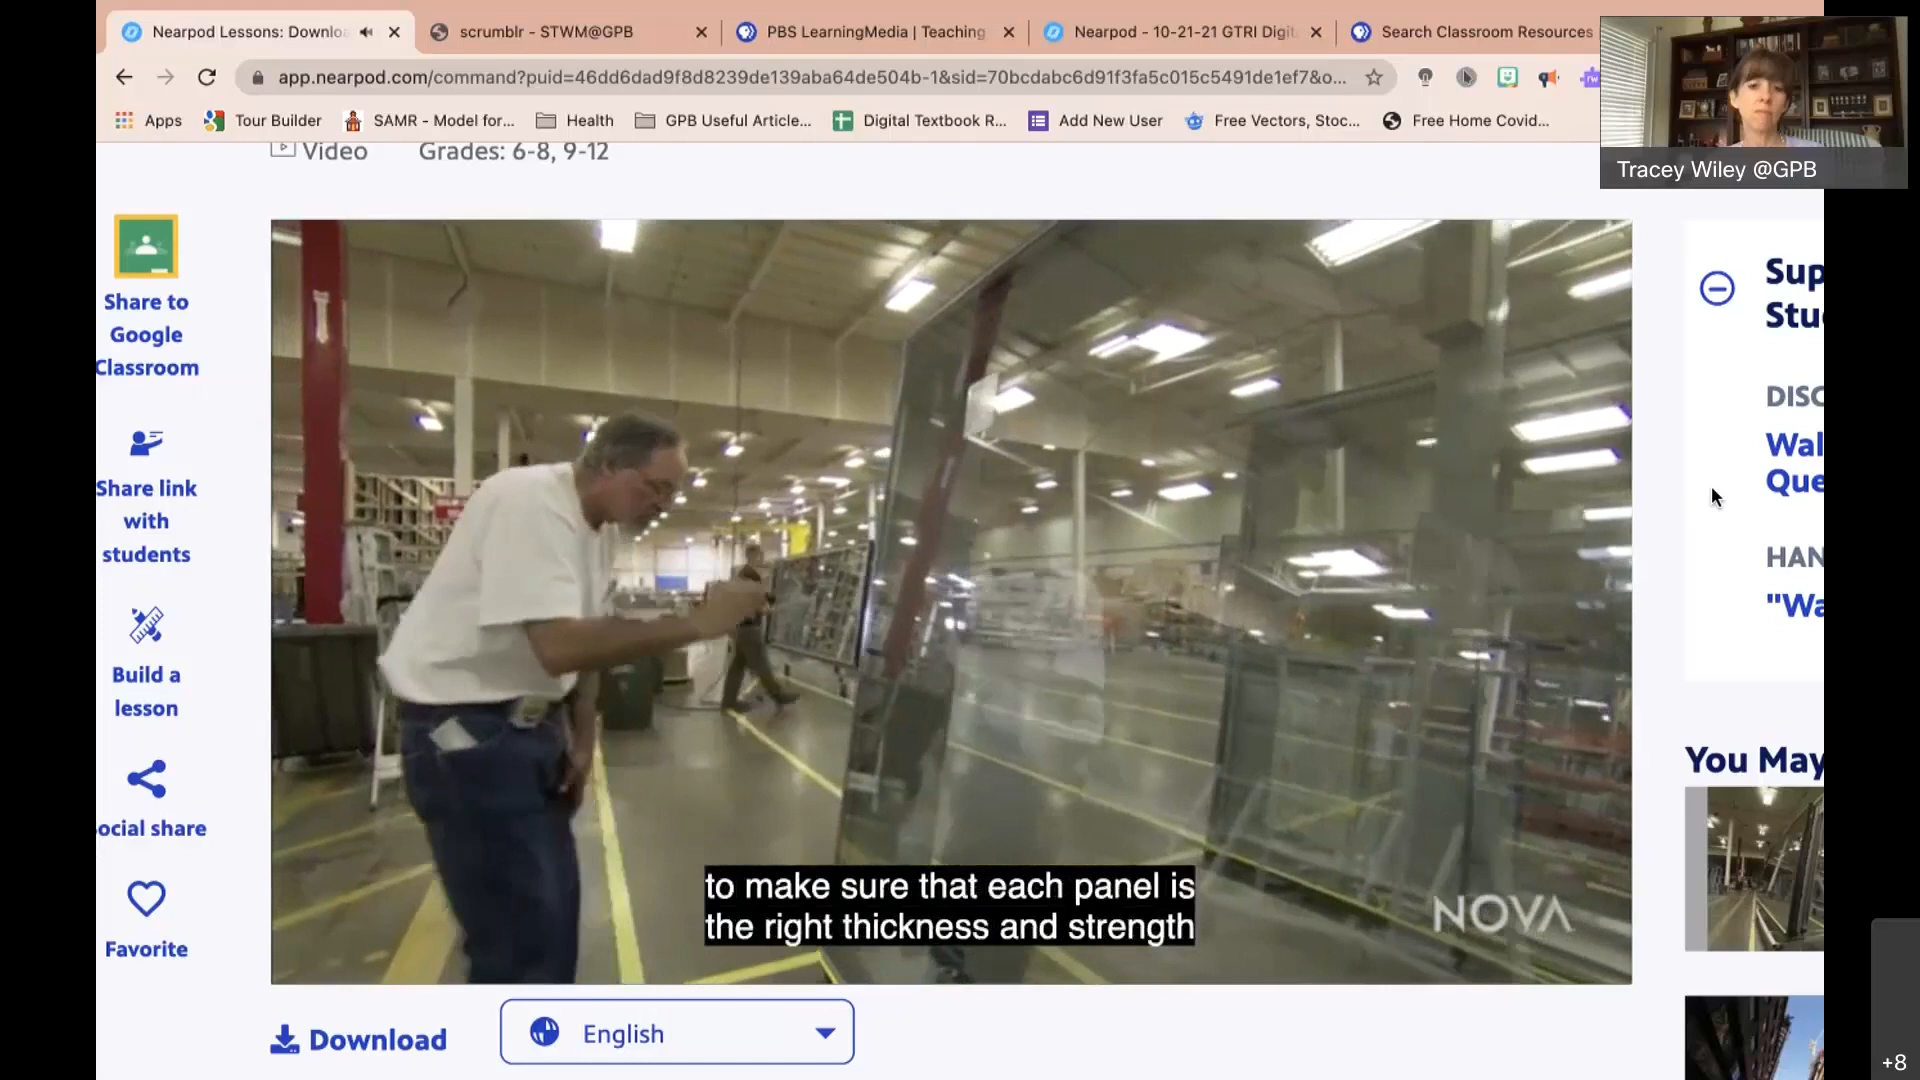 Nearpod Lessons: Downlo
scrumblr - STWM@GPB
PBS LearningMedia | Teaching
Nearpod - 10-21-21 GTRI Digit
Search Classroom Resources
app.nearpod.com/command?puid=46dd6dad9f8d8239de139aba64de504b-1&sid=70bcdabc6d91f3fa5c015c5491de1ef7&o...
Apps
Tour Builder
SAMR - Model for...
Health
GPB Useful Article...
Digital Textbook R...
Add New User
Free Vectors, Stoc...
Free Home Covid...
Tracey Wiley @GPB
Video
Grades: 6-8, 9-12
Share to
Google
Classroom
Share link
with
students
Build a
lesson
ocial share
Favorite
to make sure that each panel is
the right thickness and strength
NOVA
Download
English
Sup
Stu
DISC
Wal
Que
HAN
"Wa
You May
+8